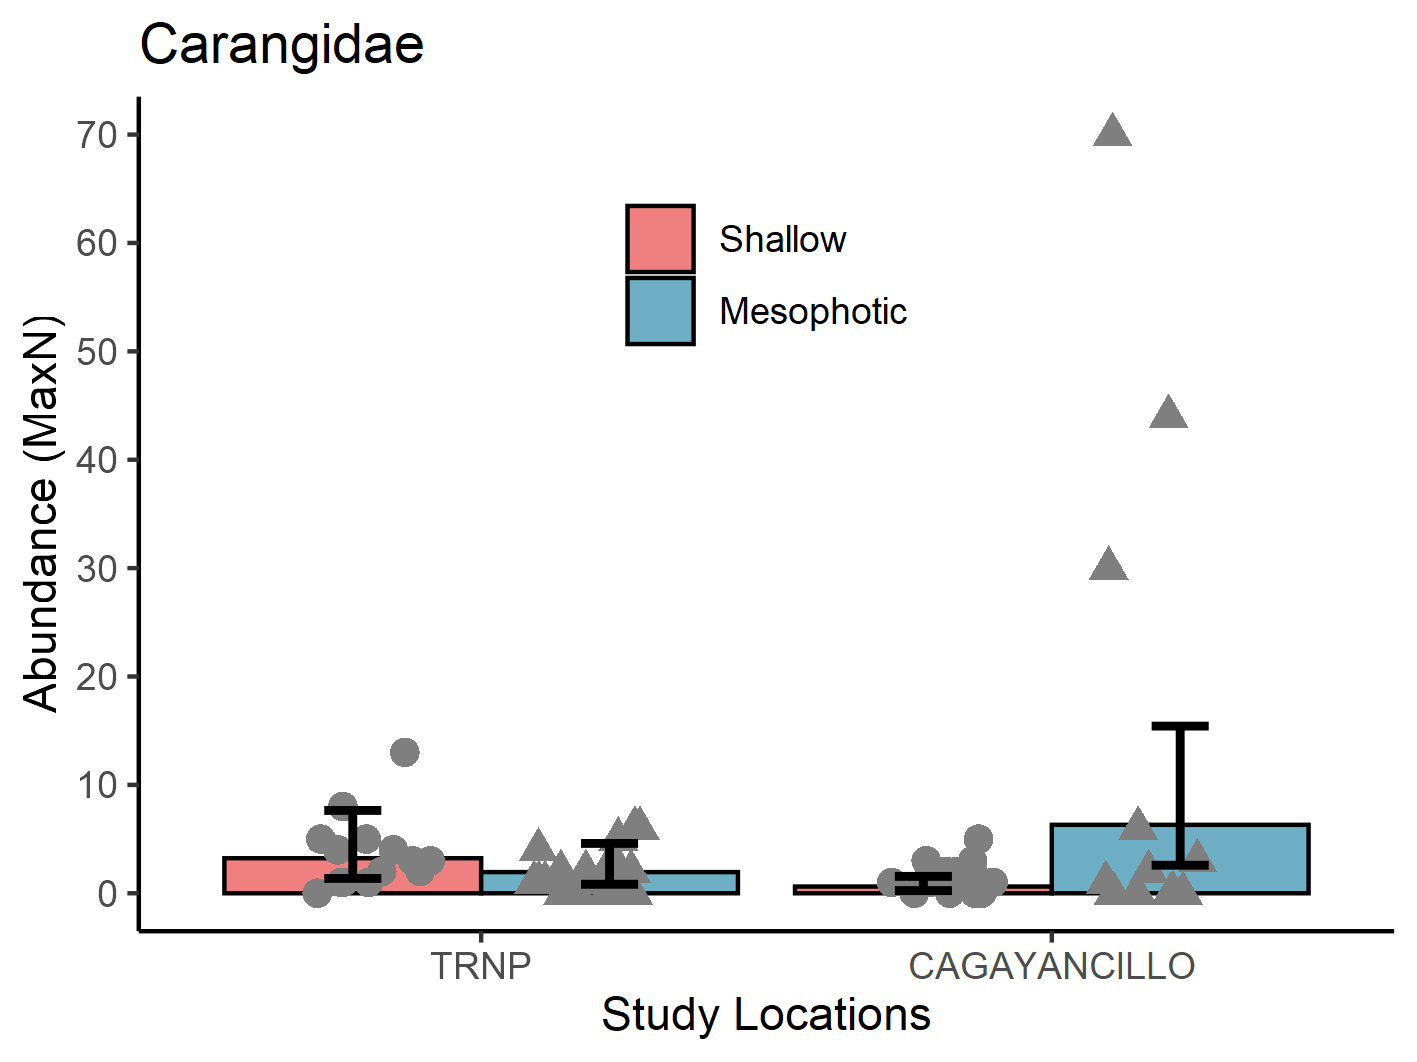 Carangidae
Abundance (MaxN)
70
60
50
40
30
20
10
0
Shallow
Mesophotic
TRNP
CAGAYANCILLO
Study Locations